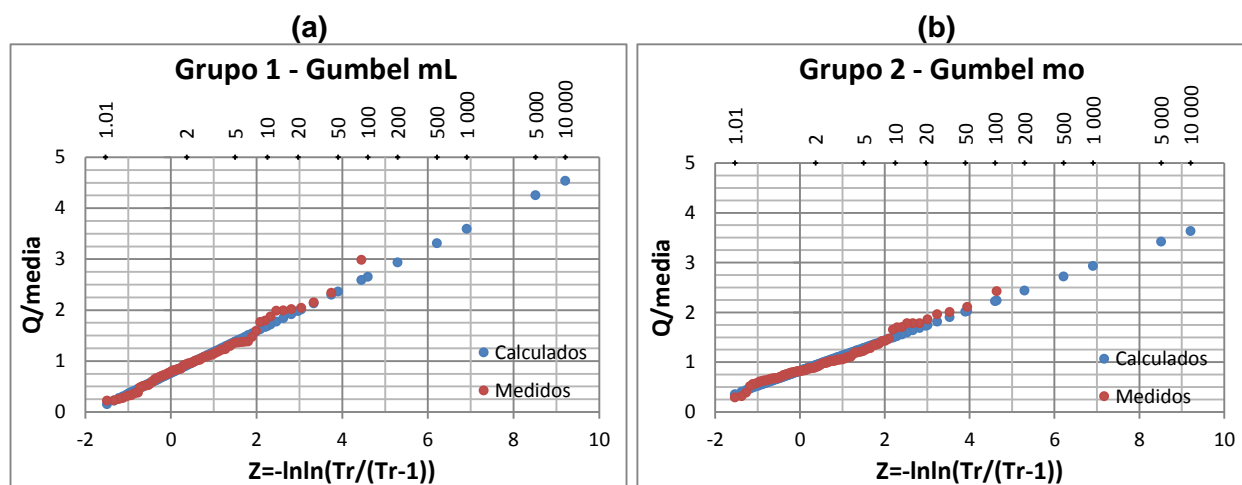 (a)
Grupo 1 - Gumbel mL
1.01 2 5 10 20 50 100 200 500 1 000 5 000 10 000
5
4
3
2
1
0
-2 0 2 4 6 8 10
Q/media
Z=-lnln(Tr/(Tr-1))
Calculados
Medidos
(b)
Grupo 2 - Gumbel mo
1.01 2 5 10 20 50 100 200 500 1 000 5 000 10 000
5
4
3
2
1
0
-2 0 2 4 6 8 10
Q/media
Z=-lnln(Tr/(Tr-1))
Calculados
Medidos